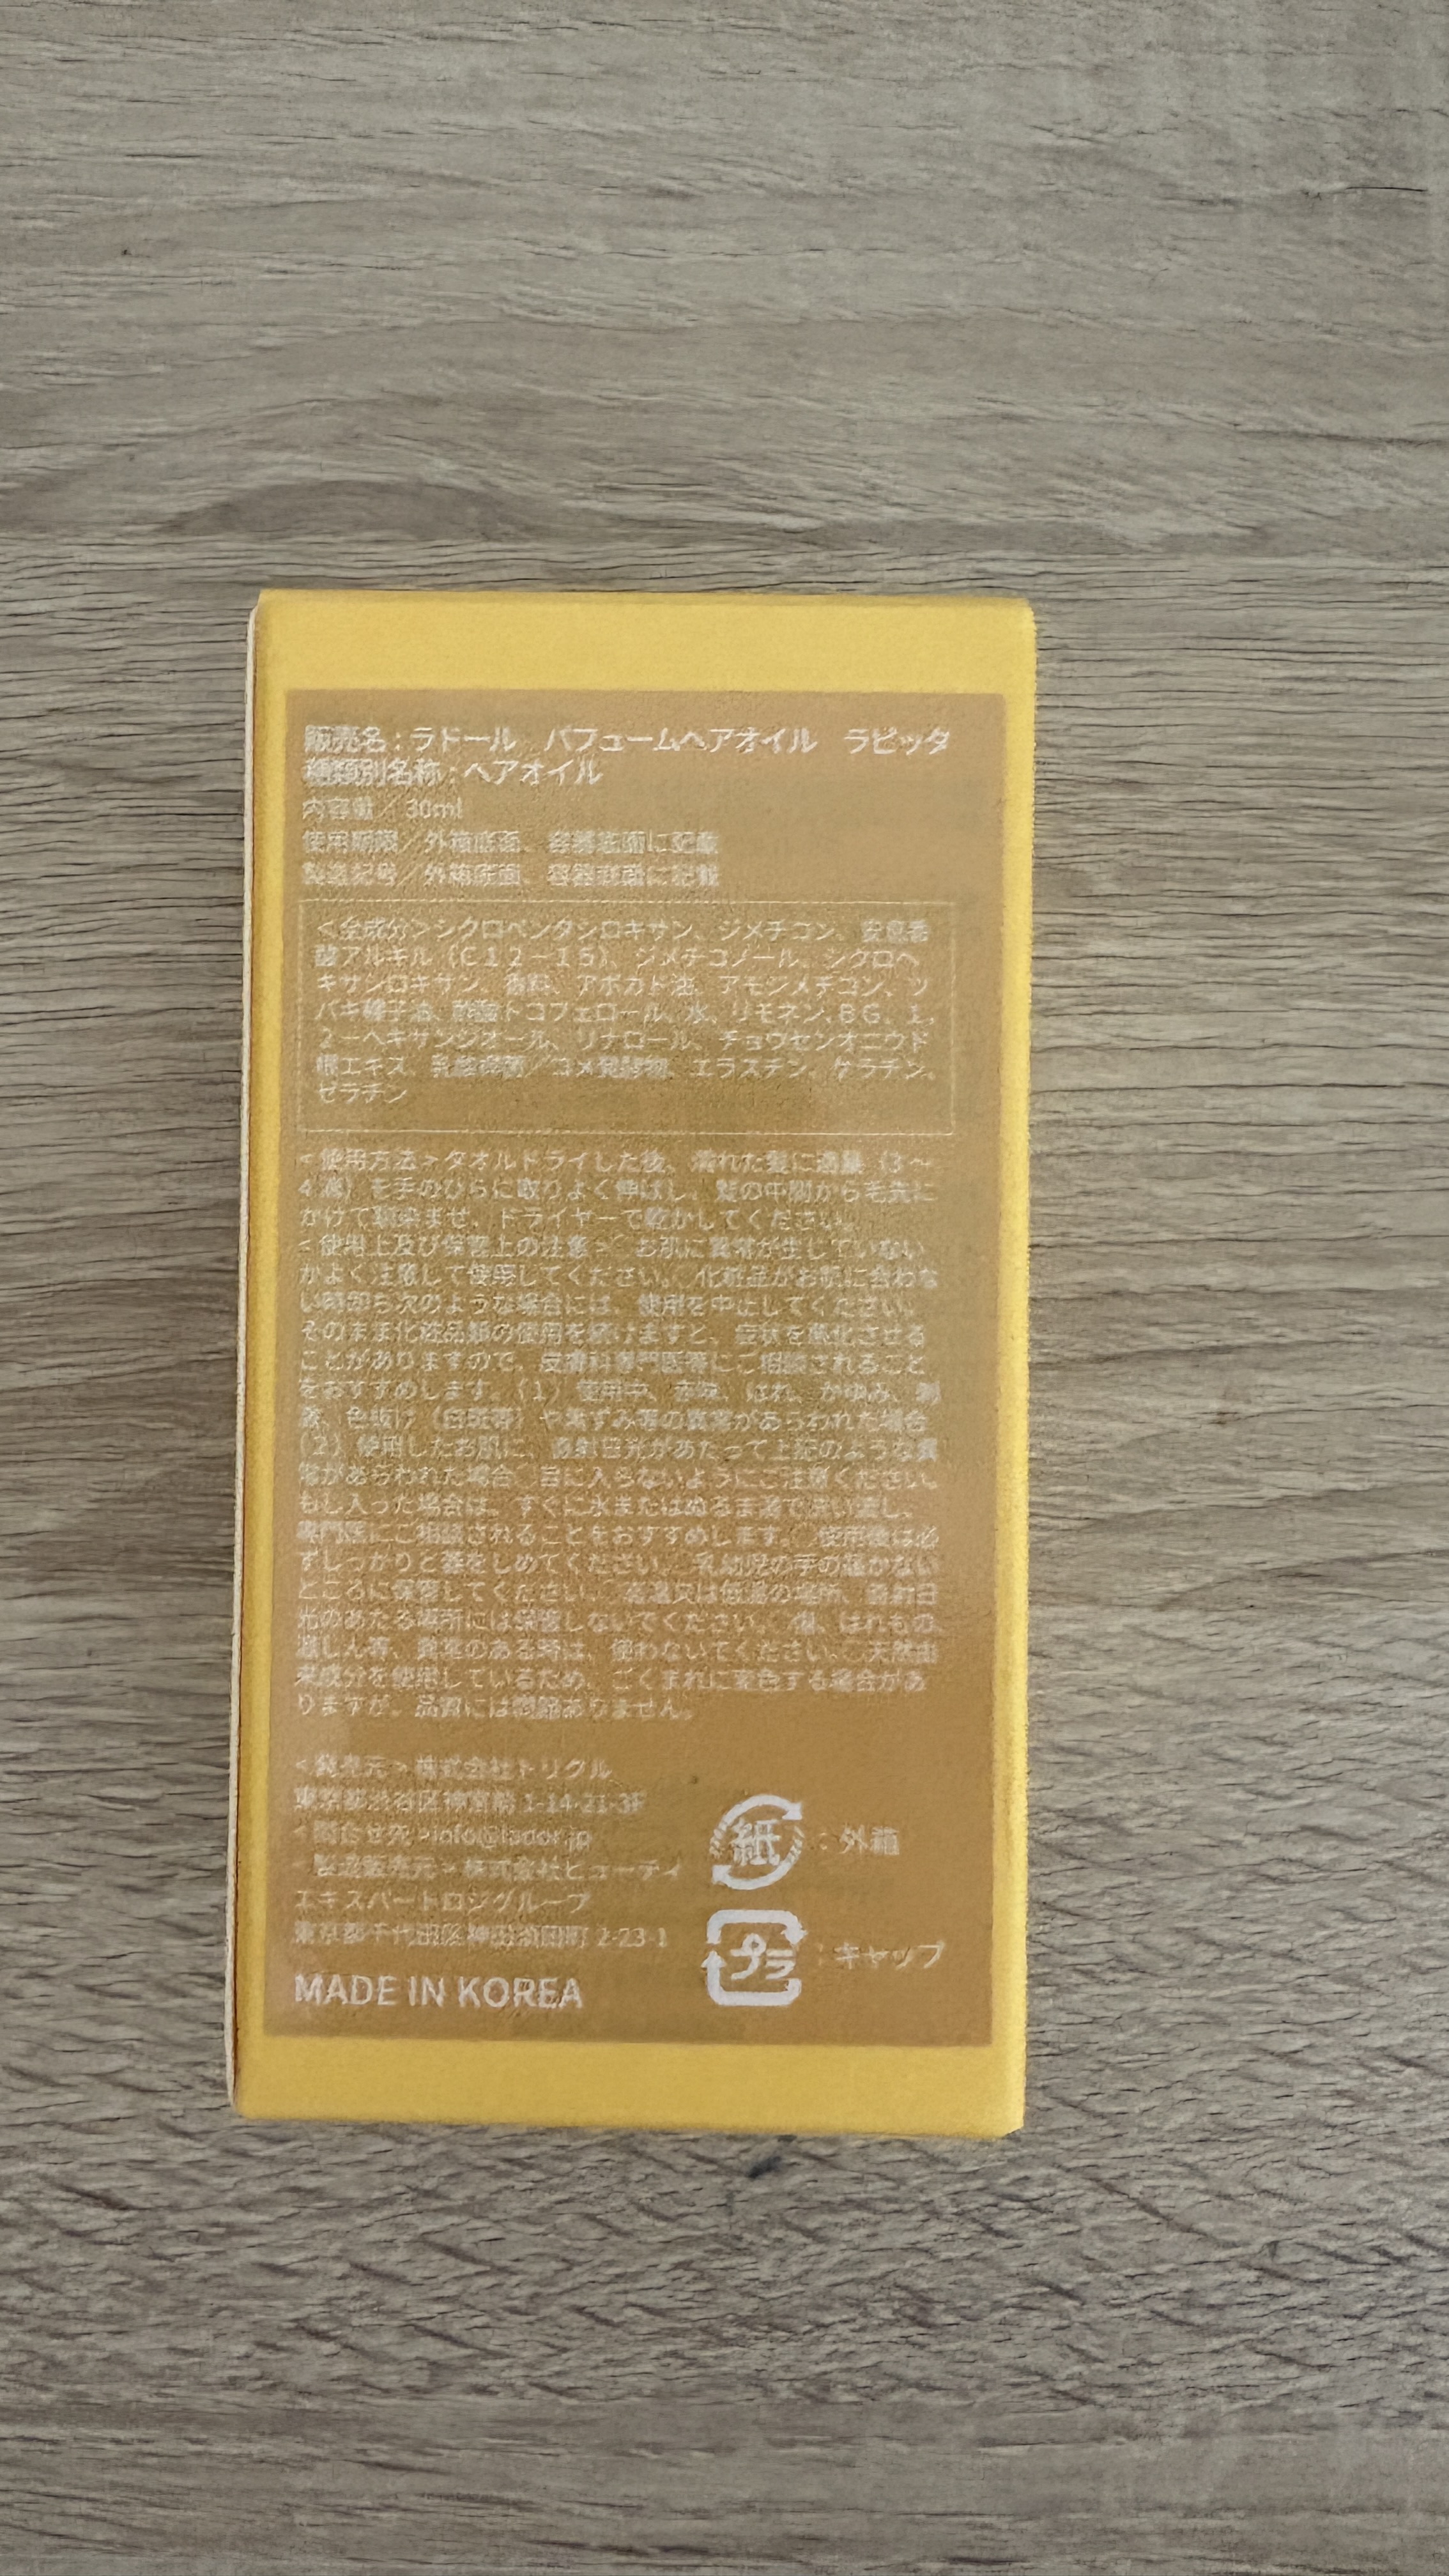 販売名：ラドール　パフュームヘアオイル　ラピッタ
種類別名称：ヘアオイル
内容量／30ml
使用期限／外箱底面、容器底面に記載
製造記号／外箱底面、容器底面に記載
＜全成分＞シクロペンタシロキサン、ジメチコン、安息香
酸アルキル（Ｃ１２－１５）、ジメチコノール、シクロヘ
キサシロキサン、香料、アボカド油、アモジメチコン、ツ
バキ種子油、酢酸トコフェロール、水、リモネン、ＢＧ、１，
２－ヘキサンジオール、リナロール、チョウセンオニウド
根エキス、乳酸桿菌／コメ発酵物、エラスチン、ケラチン、
ゼラチン
＜使用方法＞タオルドライした後、濡れた髪に適量（3～
4滴）を手のひらに取りよく伸ばし、髪の中間から毛先に
かけて馴染ませ、ドライヤーで乾かしてください。
＜使用上及び保管上の注意＞○お肌に異常が生じていない
かよく注意して使用してください。○化粧品がお肌に合わな
い時即ち次のような場合には、使用を中止してください。
そのまま化粧品類の使用を続けますと、症状を悪化させる
ことがありますので、皮膚科専門医等にご相談されること
をおすすめします。（1）使用中、赤味、はれ、かゆみ、刺
激、色抜け（白斑等）や黒ずみ等の異常があらわれた場合
（2）使用したお肌に、直射日光があたって上記のような異
常があらわれた場合○目に入らないようにご注意ください。
もし入った場合は、すぐに水またはぬるま湯で洗い流し、
専門医にご相談されることをおすすめします。○使用後は必
ずしっかりと蓋をしめてください。○乳幼児の手の届かない
ところに保管してください。○高温又は低温の場所、直射日
光のあたる場所には保管しないでください。○傷、はれもの、
湿しん等、異常のある時は、使わないでください。○天然由
来成分を使用しているため、ごくまれに変色する場合があ
りますが、品質には問題ありません。
＜発売元＞株式会社トリグル
東京都渋谷区神宮前 1-14-21-3F
＜問合せ先＞info@lador.jp
＜製造販売元＞株式会社ビューティ
エキスパートロジグループ
東京都千代田区神田須田町 2-23-1
MADE IN KOREA
紙：外箱
プラ：キャップ